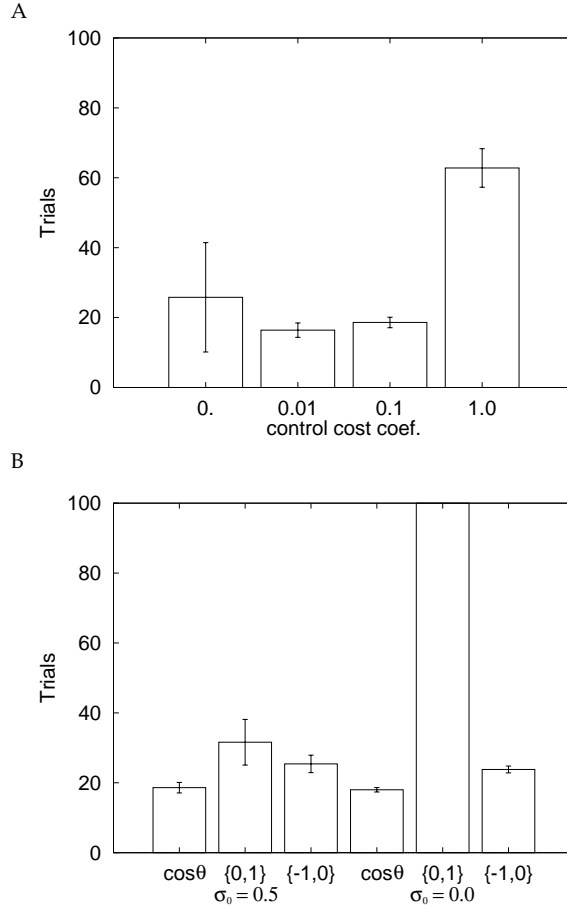 A
100
80
60
40
20
0
Trials
0. 0.01 0.1 1.0
control cost coef.
B
100
80
60
40
20
0
Trials
cosθ {0,1} {-1,0} cosθ {0,1} {-1,0}
σ₀ = 0.5 σ₀ = 0.0